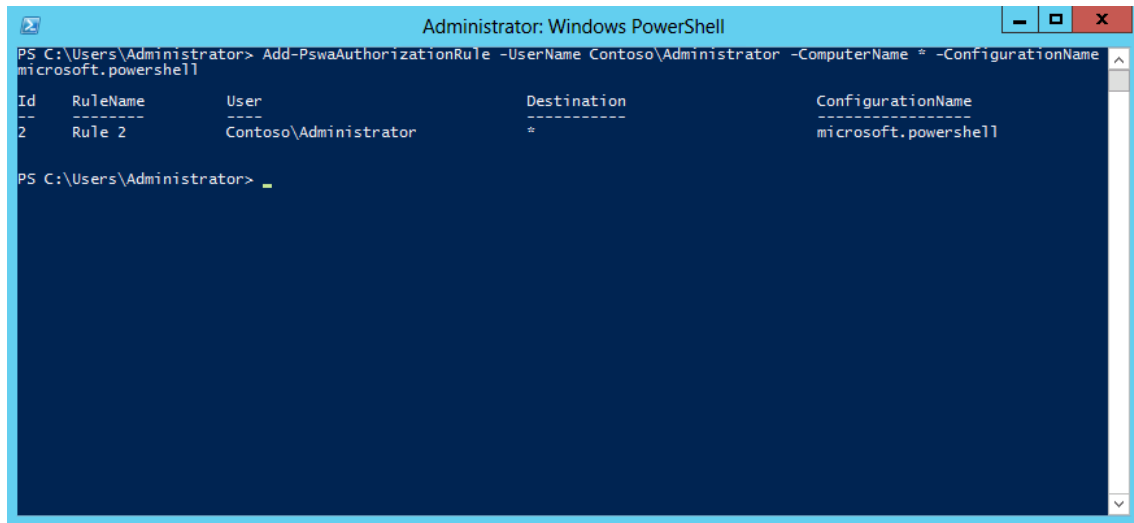 Administrator: Windows PowerShell
PS C:\Users\Administrator> Add-PswaAuthorizationRule -UserName Contoso\Administrator -ComputerName * -ConfigurationName
microsoft.powershell
Id RuleName User Destination ConfigurationName
-- -------- ---- ----------- -----------------
2 Rule 2 Contoso\Administrator * microsoft.powershell
PS C:\Users\Administrator> _